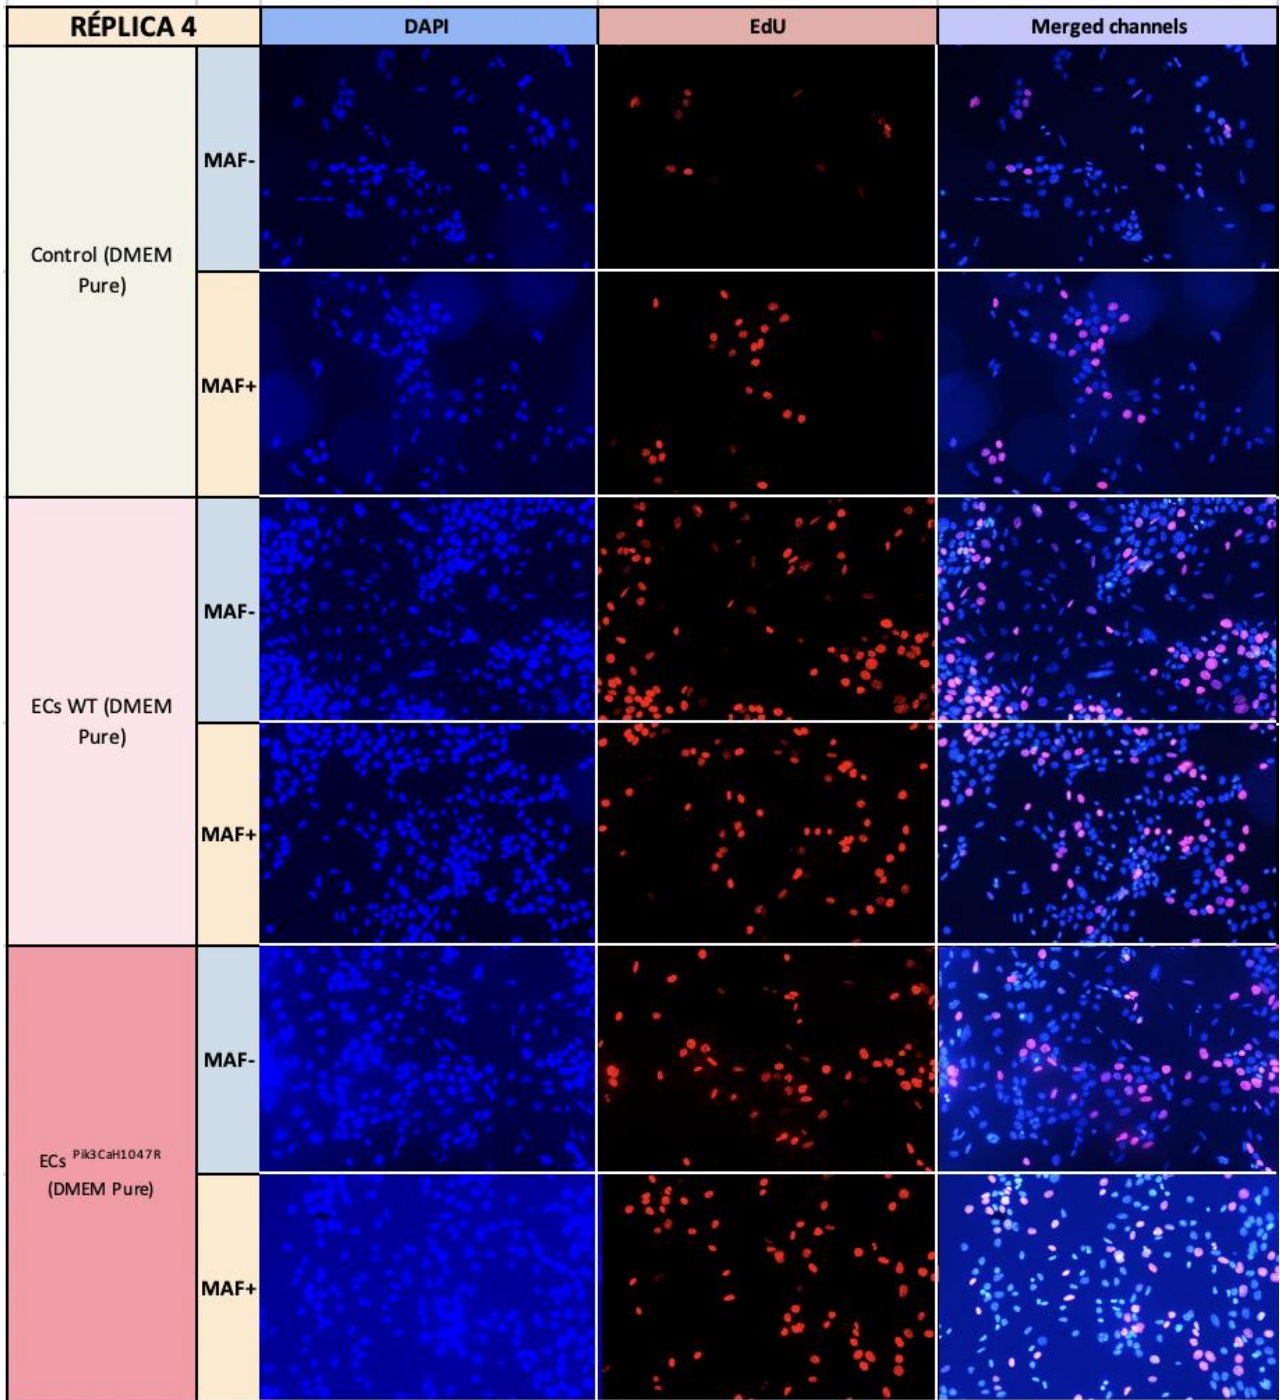 RÉPLICA 4
DAPI
EdU
Merged channels
Control (DMEM
Pure)
MAF-
MAF+
ECs WT (DMEM
Pure)
MAF-
MAF+
ECs Pik3CaH1047R
(DMEM Pure)
MAF-
MAF+